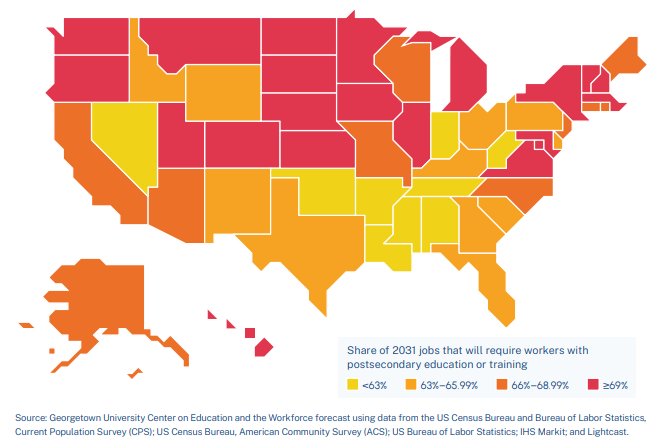 Share of 2031 jobs that will require workers with
postsecondary education or training
<63% 63%–65.99% 66%–68.99% ≥69%
Source: Georgetown University Center on Education and the Workforce forecast using data from the US Census Bureau and Bureau of Labor Statistics,
Current Population Survey (CPS); US Census Bureau, American Community Survey (ACS); US Bureau of Labor Statistics; IHS Markit; and Lightcast.